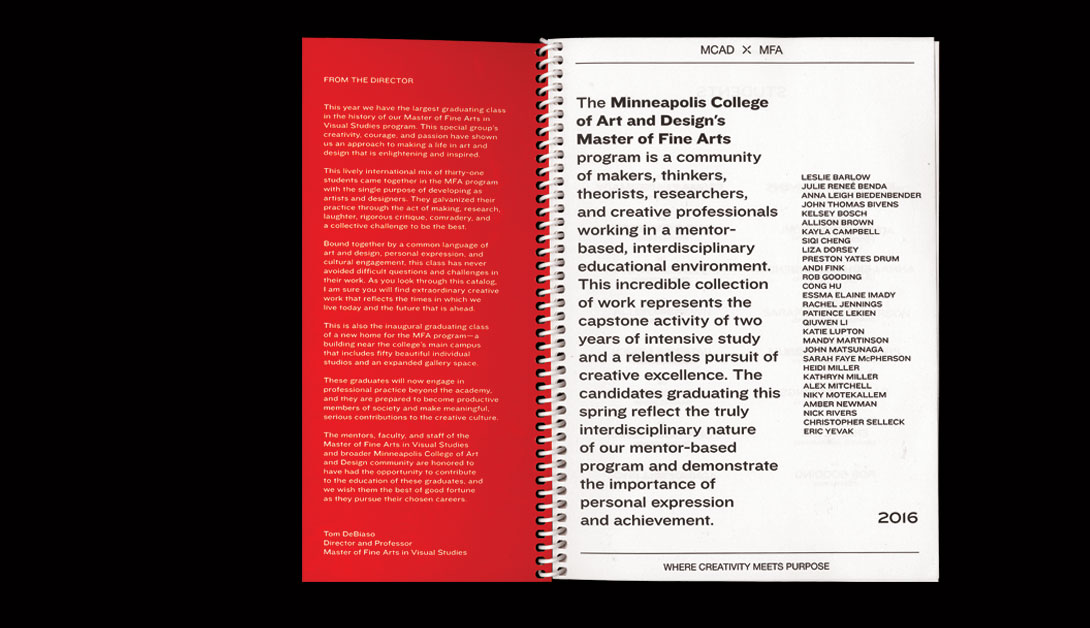 FROM THE DIRECTOR
This year we have the largest graduating class
in the history of our Master of Fine Arts in
Visual Studies program. This special group's
creativity, courage, and passion have shown
us an approach to making a life in art and
design that is enlightening and inspired.
This lively international mix of thirty-one
students came together in the MFA program
with the single purpose of developing as
artists and designers. They galvanized their
practice through the act of making, research,
laughter, rigorous critique, comradery, and
a collective challenge to be the best.
Bound together by a common language of
art and design, personal expression, and
cultural engagement, this class has never
avoided difficult questions and challenges in
their work. As you look through this catalog,
I am sure you will find extraordinary creative
work that reflects the times in which we
live today and the future that is ahead.
This is also the inaugural graduating class
of a new home for the MFA program—a
building near the college's main campus
that includes fifty beautiful individual
studios and an expanded gallery space.
These graduates will now engage in
professional practice beyond the academy,
and they are prepared to become productive
members of society and make meaningful,
serious contributions to the creative culture.
The mentors, faculty, and staff of the
Master of Fine Arts in Visual Studies
and broader Minneapolis College of Art
and Design community are honored to
have had the opportunity to contribute
to the education of these graduates, and
we wish them the best of good fortune
as they pursue their chosen careers.
Tom DeBiaso
Director and Professor
Master of Fine Arts in Visual Studies
MCAD X MFA
The Minneapolis College
of Art and Design's
Master of Fine Arts
program is a community
of makers, thinkers,
theorists, researchers,
and creative professionals
working in a mentor-
based, interdisciplinary
educational environment.
This incredible collection
of work represents the
capstone activity of two
years of intensive study
and a relentless pursuit of
creative excellence. The
candidates graduating this
spring reflect the truly
interdisciplinary nature
of our mentor-based
program and demonstrate
the importance of
personal expression
and achievement.
LESLIE BARLOW
JULIE RENEÉ BENDA
ANNA LEIGH BIEDENBENDER
JOHN THOMAS BIVENS
KELSEY BOSCH
ALLISON BROWN
KAYLA CAMPBELL
SIQI CHENG
LIZA DORSEY
PRESTON YATES DRUM
ANDI FINK
ROB GOODING
CONG HU
ESSMA ELAINE IMADY
RACHEL JENNINGS
PATIENCE LEKIEN
QIUWEN LI
KATIE LUPTON
MANDY MARTINSON
JOHN MATSUNAGA
SARAH FAYE McPHERSON
HEIDI MILLER
KATHRYN MILLER
ALEX MITCHELL
NIKY MOTEKALLEM
AMBER NEWMAN
NICK RIVERS
CHRISTOPHER SELLECK
ERIC YEVAK
2016
WHERE CREATIVITY MEETS PURPOSE